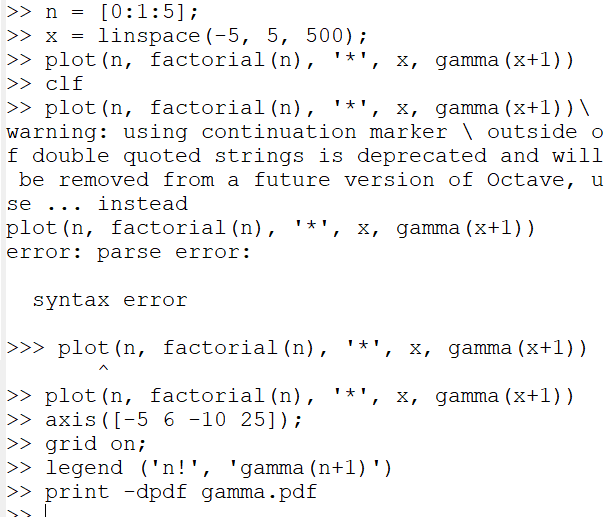 >> n = [0:1:5];
>> x = linspace(-5, 5, 500);
>> plot(n, factorial(n), '*', x, gamma(x+1))
>> clf
>> plot(n, factorial(n), '*', x, gamma(x+1))\
warning: using continuation marker \ outside o
f double quoted strings is deprecated and will
 be removed from a future version of Octave, u
se ... instead
plot(n, factorial(n), '*', x, gamma(x+1))
error: parse error:
  syntax error
>>> plot(n, factorial(n), '*', x, gamma(x+1))
       ^
>> plot(n, factorial(n), '*', x, gamma(x+1))
>> axis([-5 6 -10 25]);
>> grid on;
>> legend ('n!', 'gamma(n+1)')
>> print -dpdf gamma.pdf
>>